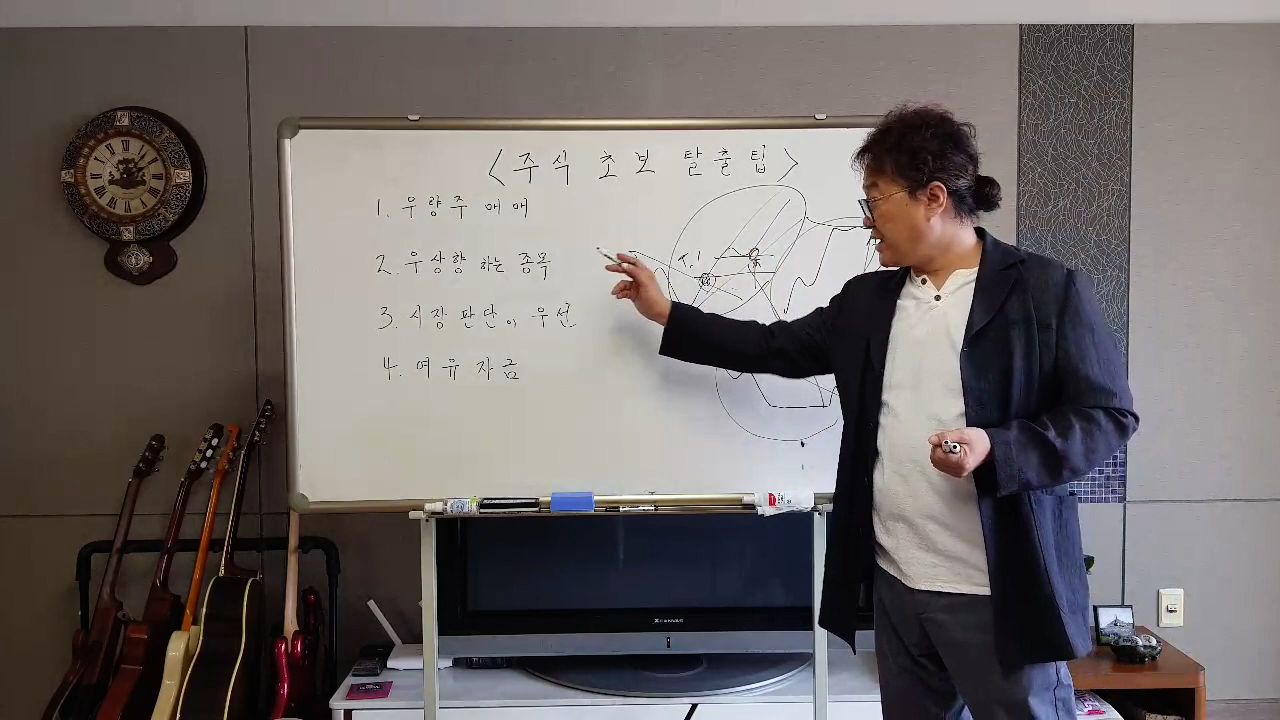 <주식 초보 탈출팁>
1. 우량주 매매
2. 우상향 하는 종목
3. 시장 판단이 우선
4. 여유 자금